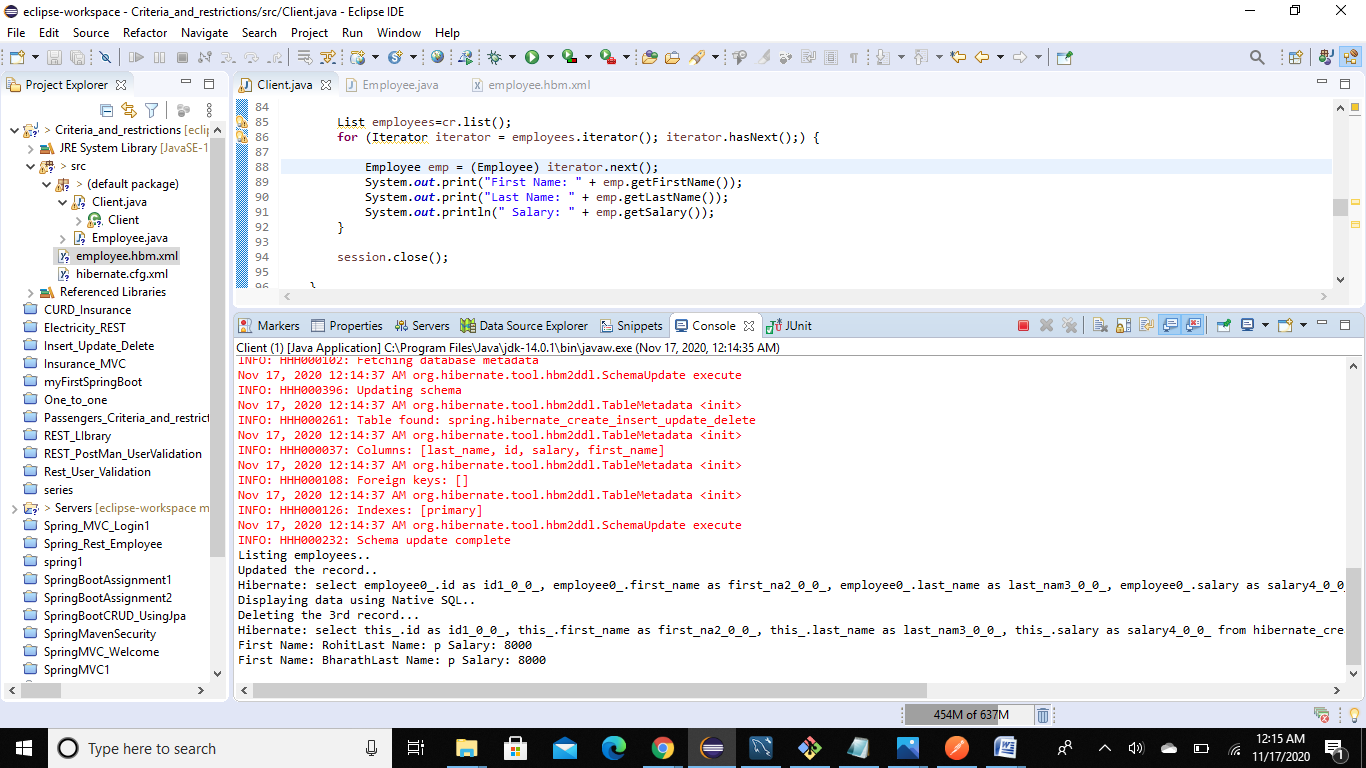 eclipse-workspace - Criteria_and_restrictions/src/Client.java - Eclipse IDE
File Edit Source Refactor Navigate Search Project Run Window Help
Project Explorer
Criteria_and_restrictions [eclip
JRE System Library [JavaSE-1
> src
> (default package)
Client.java
Client
Employee.java
employee.hbm.xml
hibernate.cfg.xml
Referenced Libraries
CURD_Insurance
Electricity_REST
Insert_Update_Delete
Insurance_MVC
myFirstSpringBoot
One_to_one
Passengers_Criteria_and_restrict
REST_LIbrary
REST_PostMan_UserValidation
Rest_User_Validation
series
> Servers [eclipse-workspace m
Spring_MVC_Login1
Spring_Rest_Employee
spring1
SpringBootAssignment1
SpringBootAssignment2
SpringBootCRUD_UsingJpa
SpringMavenSecurity
SpringMVC_Welcome
SpringMVC1
Client.java Employee.java employee.hbm.xml
84
85 List employees=cr.list();
86 for (Iterator iterator = employees.iterator(); iterator.hasNext();) {
87
88 Employee emp = (Employee) iterator.next();
89 System.out.print("First Name: " + emp.getFirstName());
90 System.out.print("Last Name: " + emp.getLastName());
91 System.out.println(" Salary: " + emp.getSalary());
92 }
93
94 session.close();
95
96 }
Markers Properties Servers Data Source Explorer Snippets Console JUnit
Client (1) [Java Application] C:\Program Files\Java\jdk-14.0.1\bin\javaw.exe (Nov 17, 2020, 12:14:35 AM)
INFO: HHH000102: Fetching database metadata
Nov 17, 2020 12:14:37 AM org.hibernate.tool.hbm2ddl.SchemaUpdate execute
INFO: HHH000396: Updating schema
Nov 17, 2020 12:14:37 AM org.hibernate.tool.hbm2ddl.TableMetadata <init>
INFO: HHH000261: Table found: spring.hibernate_create_insert_update_delete
Nov 17, 2020 12:14:37 AM org.hibernate.tool.hbm2ddl.TableMetadata <init>
INFO: HHH000037: Columns: [last_name, id, salary, first_name]
Nov 17, 2020 12:14:37 AM org.hibernate.tool.hbm2ddl.TableMetadata <init>
INFO: HHH000108: Foreign keys: []
Nov 17, 2020 12:14:37 AM org.hibernate.tool.hbm2ddl.TableMetadata <init>
INFO: HHH000126: Indexes: [primary]
Nov 17, 2020 12:14:37 AM org.hibernate.tool.hbm2ddl.SchemaUpdate execute
INFO: HHH000232: Schema update complete
Listing employees..
Updated the record..
Hibernate: select employee0_.id as id1_0_0_, employee0_.first_name as first_na2_0_0_, employee0_.last_name as last_nam3_0_0_, employee0_.salary as salary4_0_0
Displaying data using Native SQL..
Deleting the 3rd record...
Hibernate: select this_.id as id1_0_0_, this_.first_name as first_na2_0_0_, this_.last_name as last_nam3_0_0_, this_.salary as salary4_0_0_ from hibernate_cre
First Name: RohitLast Name: p Salary: 8000
First Name: BharathLast Name: p Salary: 8000
454M of 637M
Type here to search
12:15 AM
11/17/2020
1